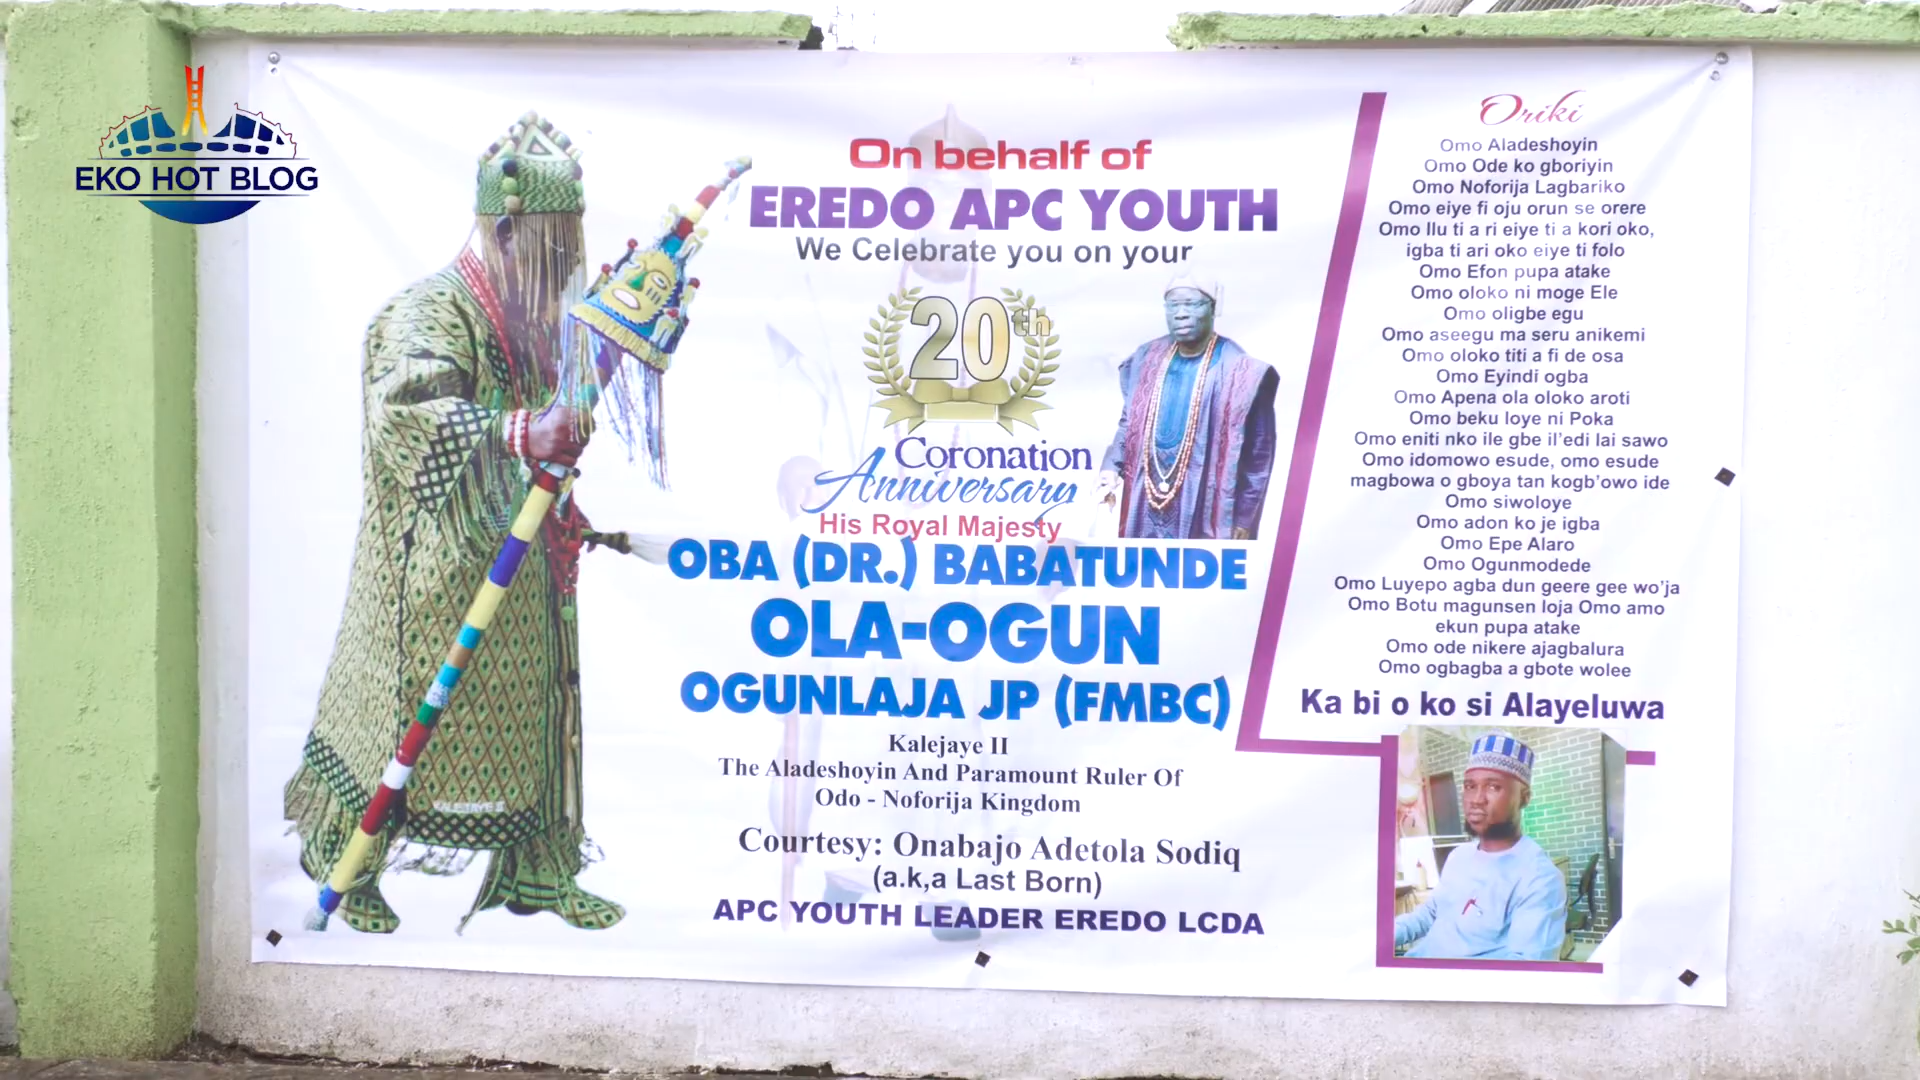 EKO HOT BLOG
On behalf of
EREDO APC YOUTH
We Celebrate you on your
20th
Coronation
Anniversary
His Royal Majesty
OBA (DR.) BABATUNDE
OLA-OGUN
OGUNLAJA JP (FMBC)
Kalejaye II
The Aladeshoyin And Paramount Ruler Of
Odo - Noforija Kingdom
Courtesy: Onabajo Adetola Sodiq
(a.k,a Last Born)
APC YOUTH LEADER EREDO LCDA
KALEJAYE II
Oriki
Omo Aladeshoyin
Omo Ode ko gboriyin
Omo Noforija Lagbariko
Omo eiye fi oju orun se orere
Omo Ilu ti a ri eiye ti a kori oko,
igba ti ari oko eiye ti folo
Omo Efon pupa atake
Omo oloko ni moge Ele
Omo oligbe egu
Omo aseegu ma seru anikemi
Omo oloko titi a fi de osa
Omo Eyindi ogba
Omo Apena ola oloko aroti
Omo beku loye ni Poka
Omo eniti nko ile gbe il'edi lai sawo
Omo idomowo esude, omo esude
magbowa o gboya tan kogb'owo ide
Omo siwoloye
Omo adon ko je igba
Omo Epe Alaro
Omo Ogunmodede
Omo Luyepo agba dun geere gee wo'ja
Omo Botu magunsen loja Omo amo
ekun pupa atake
Omo ode nikere ajagbalura
Omo ogbagba a gbote wolee
Ka bi o ko si Alayeluwa